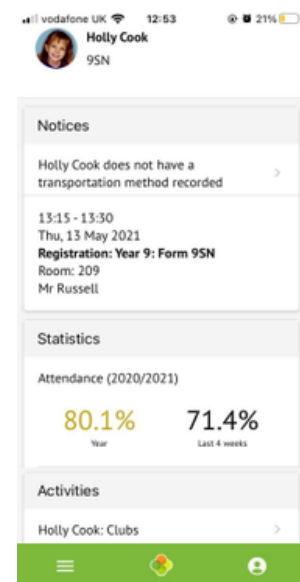 vodafone UK 12:53 21%
Holly Cook
9SN
Notices
Holly Cook does not have a
transportation method recorded
13:15 - 13:30
Thu, 13 May 2021
Registration: Year 9: Form 9SN
Room: 209
Mr Russell
Statistics
Attendance (2020/2021)
80.1% 71.4%
Year Last 4 weeks
Activities
Holly Cook: Clubs